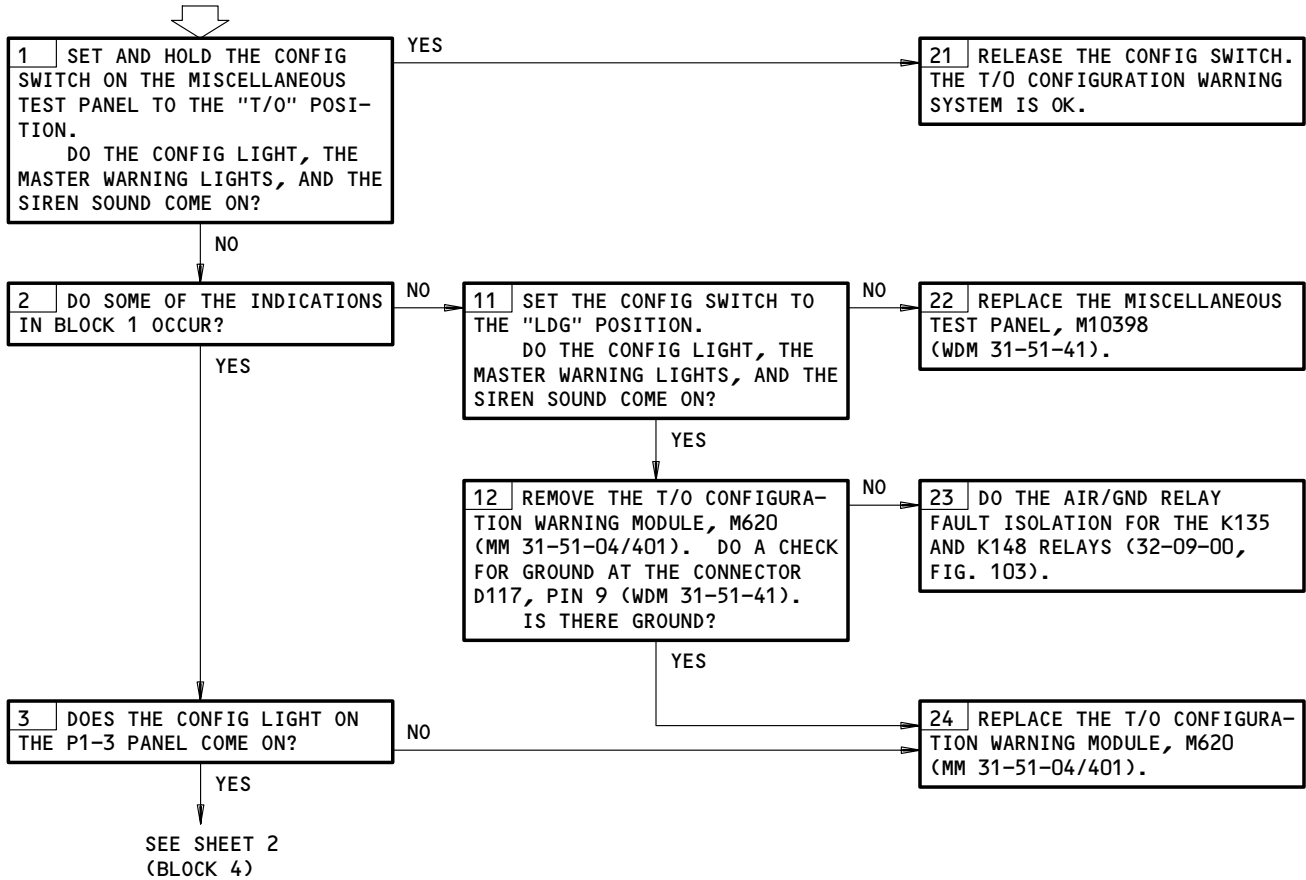 1 SET AND HOLD THE CONFIG
SWITCH ON THE MISCELLANEOUS
TEST PANEL TO THE "T/O" POSI-
TION.
DO THE CONFIG LIGHT, THE
MASTER WARNING LIGHTS, AND THE
SIREN SOUND COME ON?
YES
21 RELEASE THE CONFIG SWITCH.
THE T/O CONFIGURATION WARNING
SYSTEM IS OK.
NO
2 DO SOME OF THE INDICATIONS
IN BLOCK 1 OCCUR?
NO
11 SET THE CONFIG SWITCH TO
THE "LDG" POSITION.
DO THE CONFIG LIGHT, THE
MASTER WARNING LIGHTS, AND THE
SIREN SOUND COME ON?
NO
22 REPLACE THE MISCELLANEOUS
TEST PANEL, M10398
(WDM 31-51-41).
YES
YES
12 REMOVE THE T/O CONFIGURA-
TION WARNING MODULE, M620
(MM 31-51-04/401). DO A CHECK
FOR GROUND AT THE CONNECTOR
D117, PIN 9 (WDM 31-51-41).
IS THERE GROUND?
NO
23 DO THE AIR/GND RELAY
FAULT ISOLATION FOR THE K135
AND K148 RELAYS (32-09-00,
FIG. 103).
YES
3 DOES THE CONFIG LIGHT ON
THE P1-3 PANEL COME ON?
NO
24 REPLACE THE T/O CONFIGURA-
TION WARNING MODULE, M620
(MM 31-51-04/401).
YES
SEE SHEET 2
(BLOCK 4)